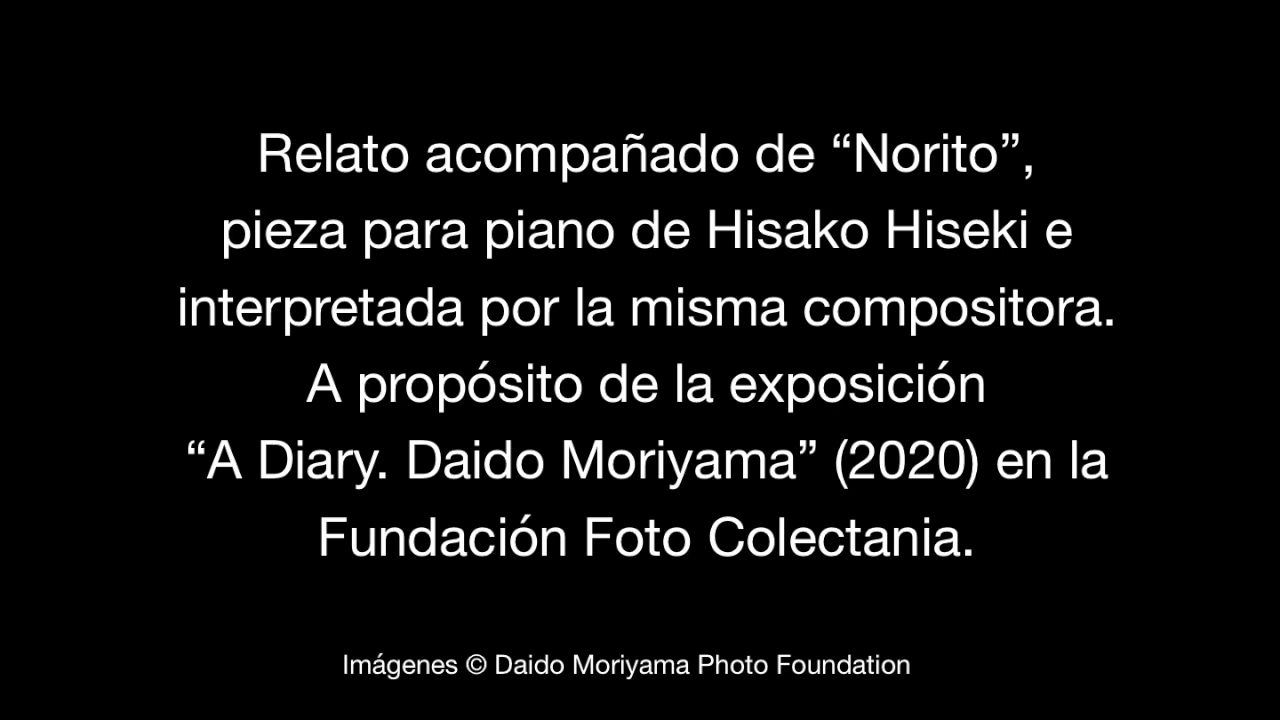 Relato acompañado de “Norito”,
pieza para piano de Hisako Hiseki e
interpretada por la misma compositora.
A propósito de la exposición
“A Diary. Daido Moriyama” (2020) en la
Fundación Foto Colectania.
Imágenes © Daido Moriyama Photo Foundation